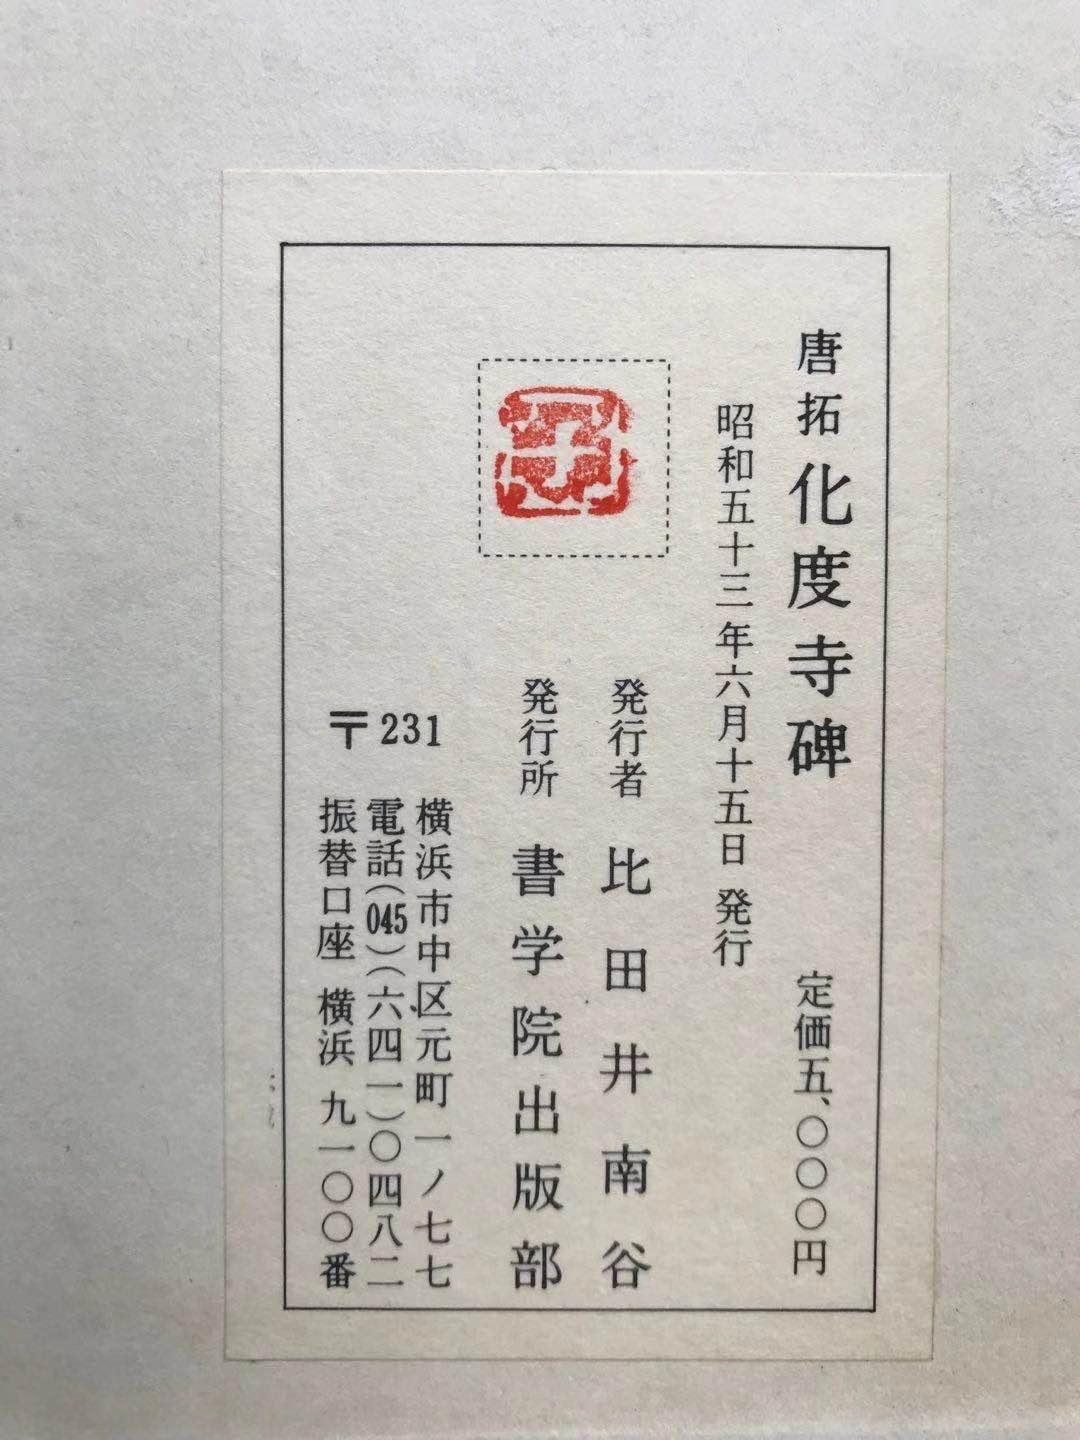 唐拓化度寺碑 定価五、〇〇〇円
昭和五十三年六月十五日 発行
発行者 比田井南谷
発行所 書学院出版部
〒231
横浜市中区元町一ノ七七
電話(045)(六四一)〇四八二
振替口座 横浜 九一〇〇番